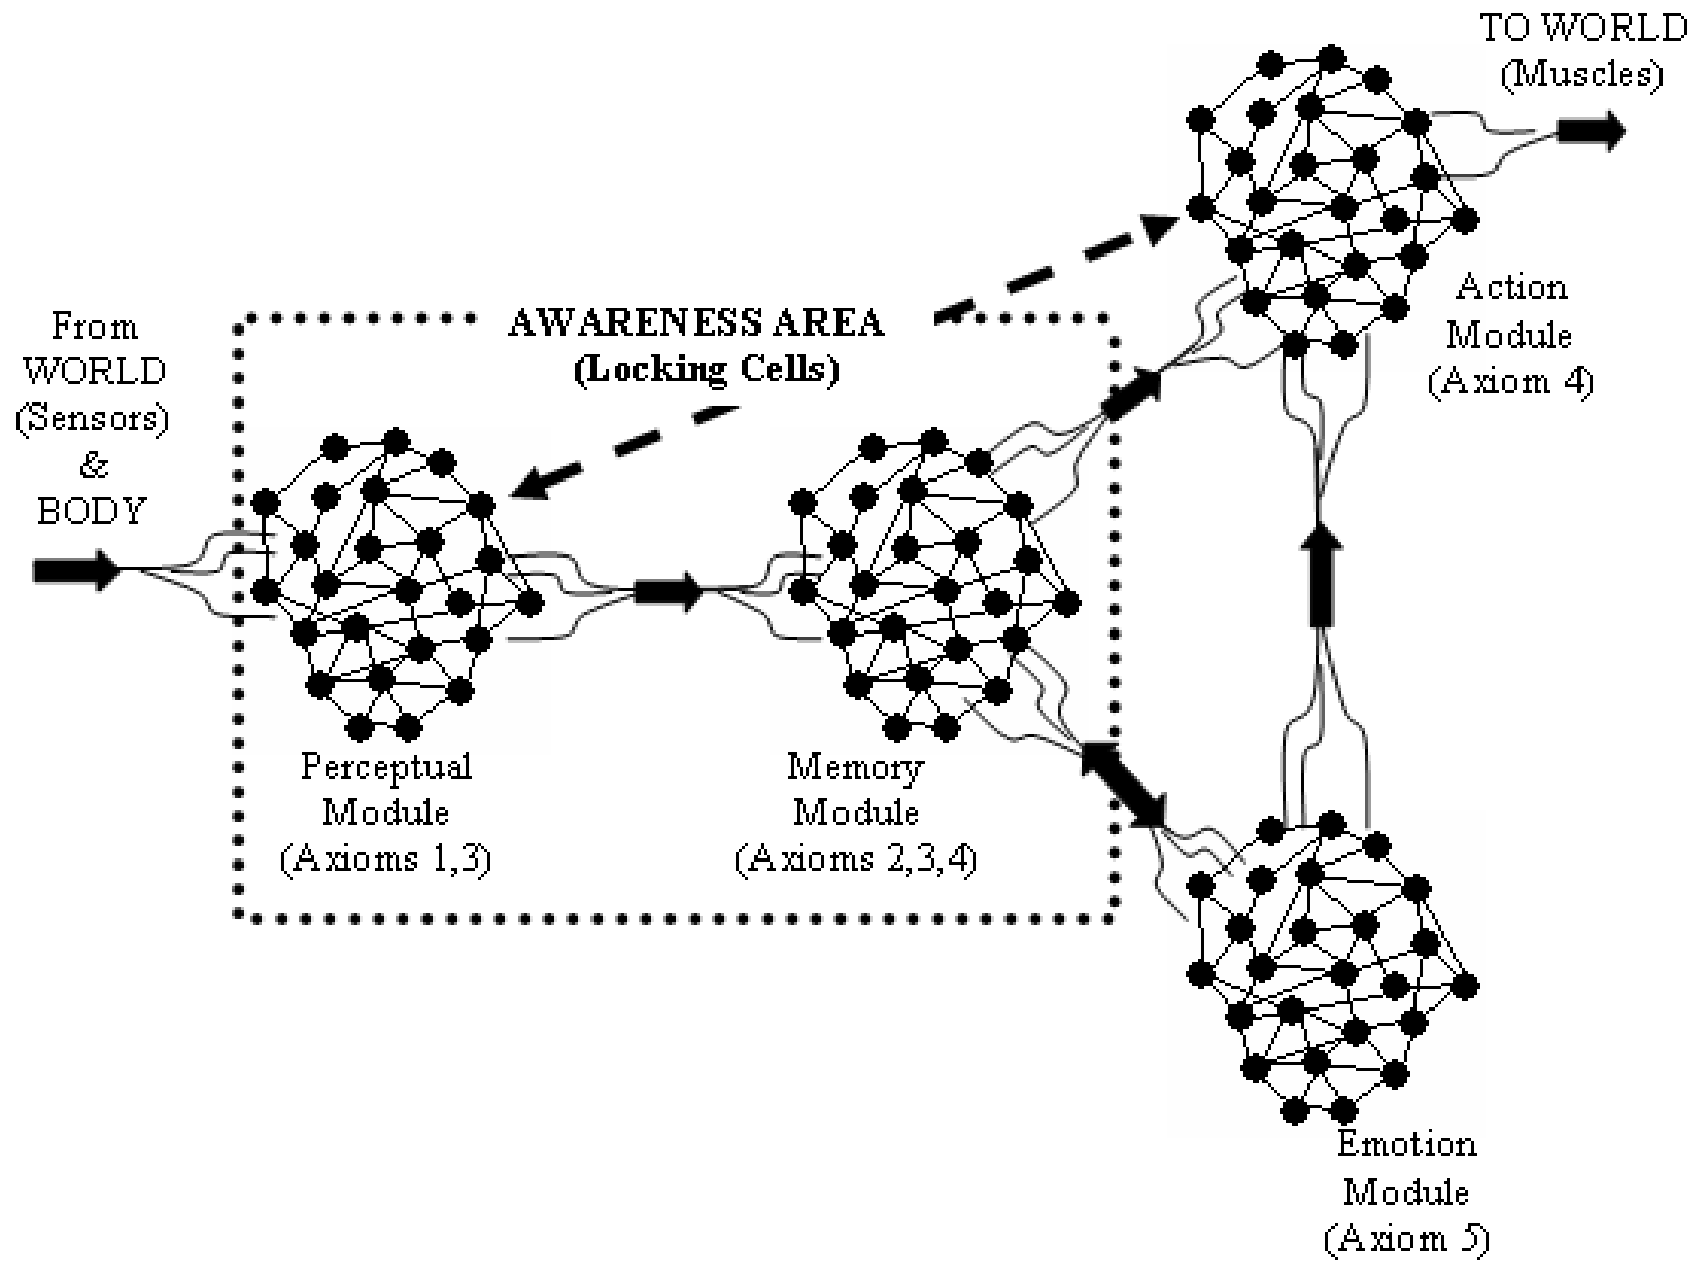 TO WORLD
(Muscles)
Action
Module
(Axiom 4)
From
WORLD
(Sensors)
&
BODY
AWARENESS AREA
(Locking Cells)
Perceptual
Module
(Axioms 1,3)
Memory
Module
(Axioms 2,3,4)
Emotion
Module
(Axiom 5)